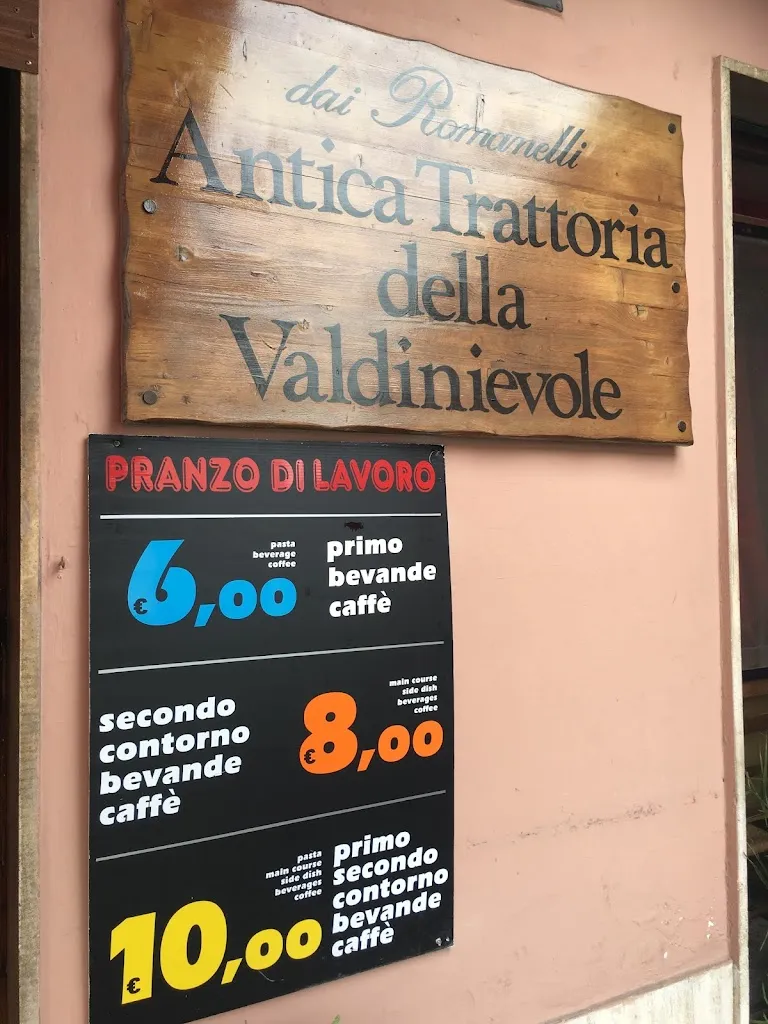 dai Romanelli
Antica Trattoria
della
Valdinievole
PRANZO DI LAVORO
€6,00
pasta
beverage
coffee
primo
bevande
caffè
secondo
contorno
bevande
caffè
main course
side dish
beverages
coffee
€8,00
€10,00
pasta
main course
side dish
beverages
coffee
primo
secondo
contorno
bevande
caffè